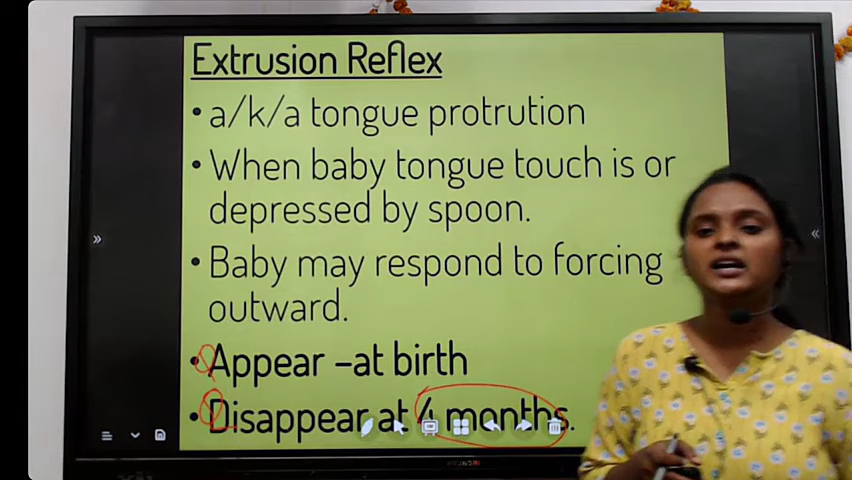 Extrusion Reflex
• a/k/a tongue protrution
• When baby tongue touch is or
depressed by spoon.
• Baby may respond to forcing
outward.
• Appear –at birth
• Disappear at 4 months.